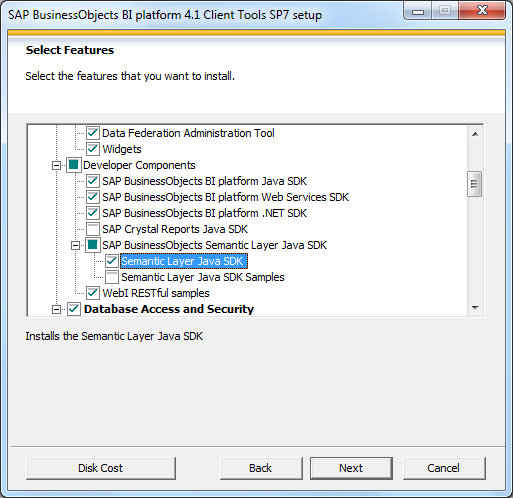 SAP BusinessObjects BI platform 4.1 Client Tools SP7 setup
Select Features
Select the features that you want to install.
Data Federation Administration Tool
Widgets
Developer Components
SAP BusinessObjects BI platform Java SDK
SAP BusinessObjects BI platform Web Services SDK
SAP BusinessObjects BI platform .NET SDK
SAP Crystal Reports Java SDK
SAP BusinessObjects Semantic Layer Java SDK
Semantic Layer Java SDK
Semantic Layer Java SDK Samples
WebI RESTful samples
Database Access and Security
Installs the Semantic Layer Java SDK
Disk Cost
Back
Next
Cancel